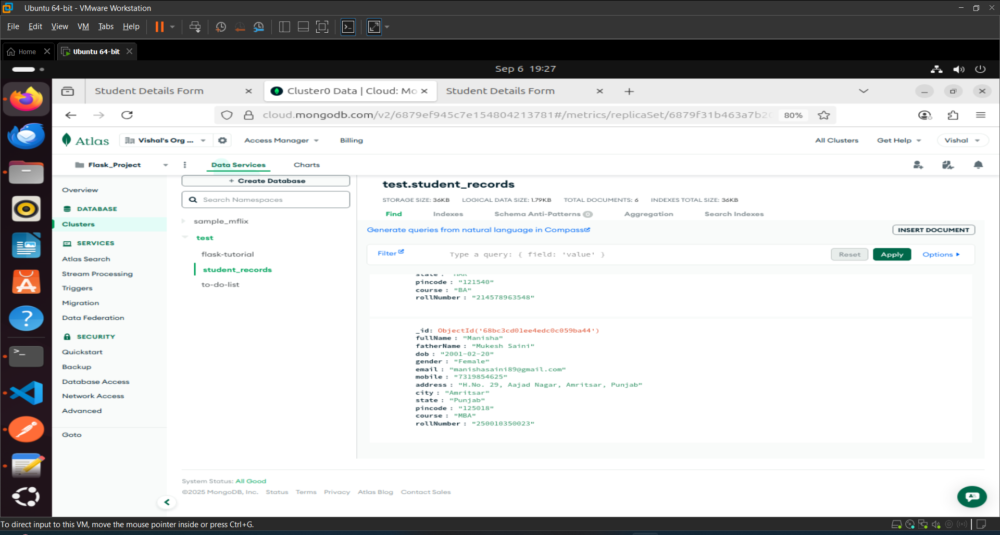 Ubuntu 64-bit - VMware Workstation
File Edit View VM Tabs Help
Home
Ubuntu 64-bit
Sep 6 19:27
Student Details Form
Cluster0 Data | Cloud: Mo
Student Details Form
cloud.mongodb.com/v2/6879ef945c7e154804213781#/metrics/replicaSet/6879f31b463a7b2
80%
Atlas
Vishal's Org ...
Access Manager
Billing
All Clusters
Get Help
Vishal
Flask_Project
Data Services
Charts
Overview
DATABASE
Clusters
SERVICES
Atlas Search
Stream Processing
Triggers
Migration
Data Federation
SECURITY
Quickstart
Backup
Database Access
Network Access
Advanced
Goto
+ Create Database
Search Namespaces
sample_mflix
test
flask-tutorial
student_records
to-do-list
test.student_records
STORAGE SIZE: 36KB LOGICAL DATA SIZE: 1.79KB TOTAL DOCUMENTS: 6 INDEXES TOTAL SIZE: 36KB
Find Indexes Schema Anti-Patterns 0 Aggregation Search Indexes
Generate queries from natural language in Compass
INSERT DOCUMENT
Filter
Type a query: { field: 'value' }
Reset
Apply
Options
state : "HAR"
pincode : "121540"
course : "BA"
rollNumber : "214578963548"
_id: ObjectId('68bc3cd01ee4edc0c059ba44')
fullName : "Manisha"
fatherName : "Mukesh Saini"
dob : "2001-02-20"
gender : "Female"
email : "manishasaini89@gmail.com"
mobile : "7319854625"
address : "H.No. 29, Aajad Nagar, Amritsar, Punjab"
city : "Amritsar"
state : "Punjab"
pincode : "125018"
course : "MBA"
rollNumber : "250010350023"
System Status: All Good
©2025 MongoDB, Inc. Status Terms Privacy Atlas Blog Contact Sales
To direct input to this VM, move the mouse pointer inside or press Ctrl+G.